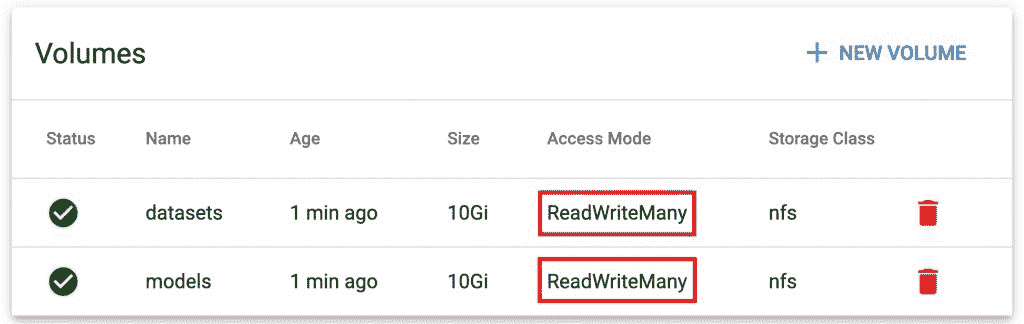 Volumes + NEW VOLUME
Status Name Age Size Access Mode Storage Class
datasets 1 min ago 10Gi ReadWriteMany nfs
models 1 min ago 10Gi ReadWriteMany nfs